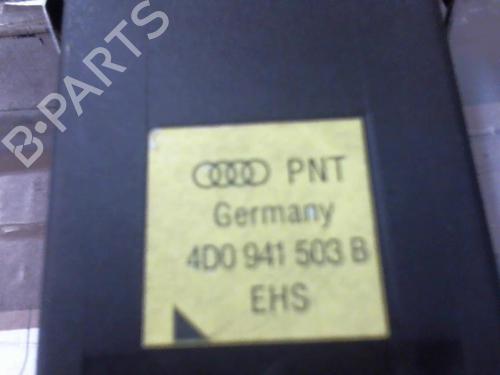 B-PARTS
PNT
Germany
4D0 941 503 B
EHS